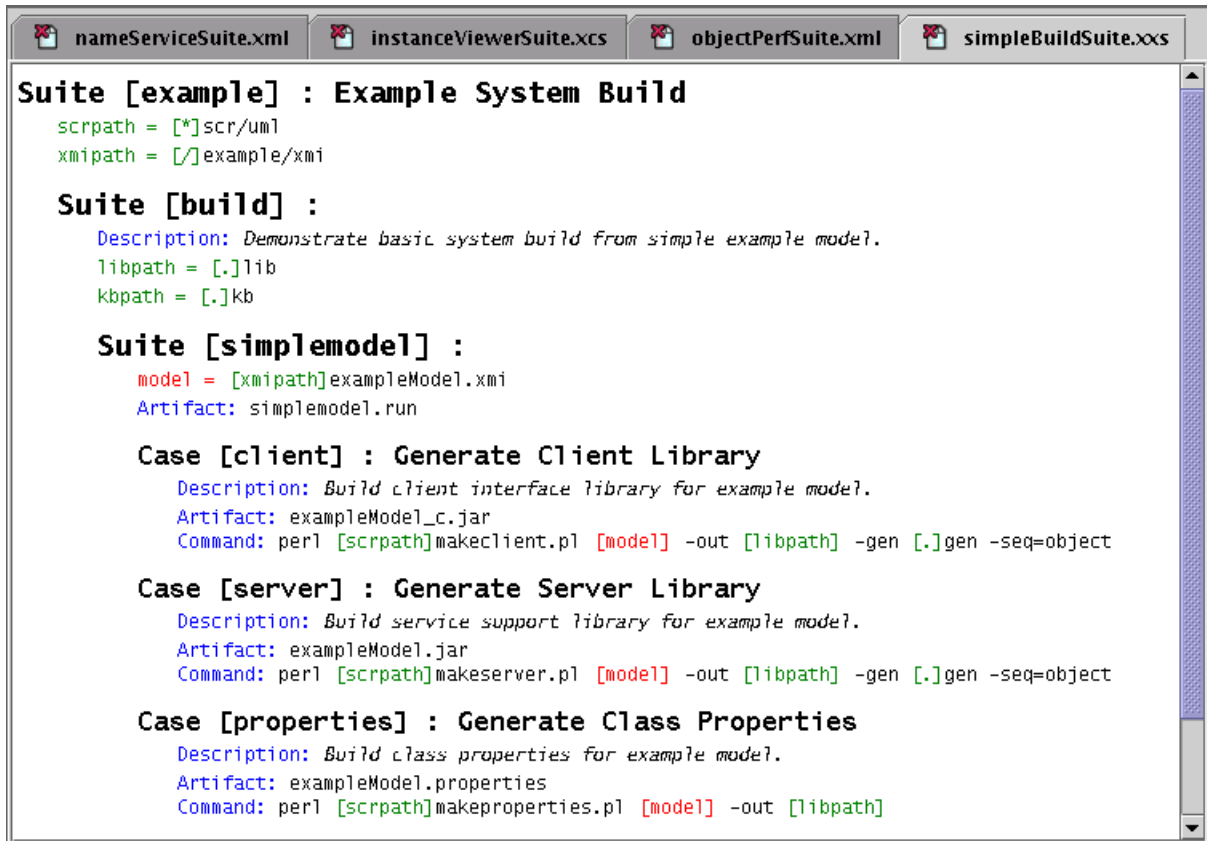 nameServiceSuite.xml instanceViewerSuite.xcs objectPerfSuite.xml simpleBuildSuite.xxs
Suite [example] : Example System Build
scrpath = [*]scr/uml
xmipath = [/]example/xmi
Suite [build] :
Description: Demonstrate basic system build from simple example model.
libpath = [.]lib
kbpath = [.]kb
Suite [simplemodel] :
model = [xmipath]exampleModel.xmi
Artifact: simplemodel.run
Case [client] : Generate Client Library
Description: Build client interface library for example model.
Artifact: exampleModel_c.jar
Command: perl [scrpath]makeclient.pl [model] -out [libpath] -gen [.]gen -seq=object
Case [server] : Generate Server Library
Description: Build service support library for example model.
Artifact: exampleModel.jar
Command: perl [scrpath]makeserver.pl [model] -out [libpath] -gen [.]gen -seq=object
Case [properties] : Generate Class Properties
Description: Build class properties for example model.
Artifact: exampleModel.properties
Command: perl [scrpath]makeproperties.pl [model] -out [libpath]